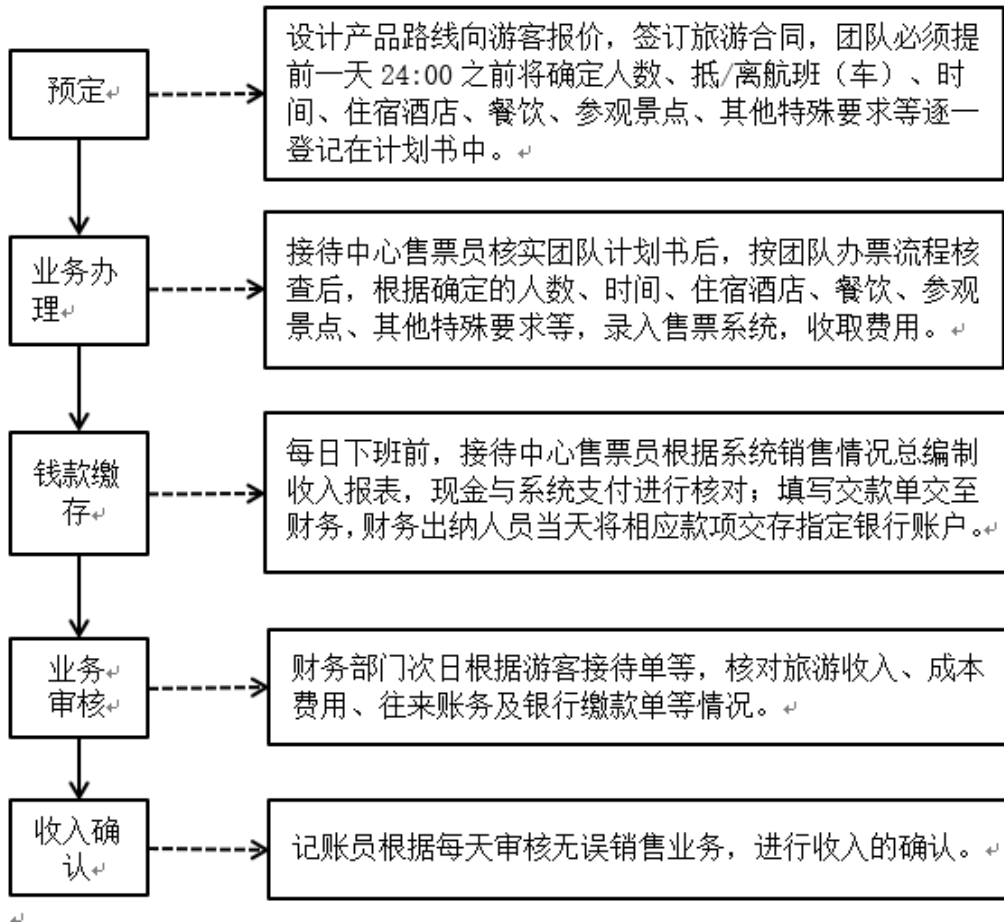 预定
设计产品路线向游客报价，签订旅游合同，团队必须提
前一天 24:00 之前将确定人数、抵/离航班（车）、时
间、住宿酒店、餐饮、参观景点、其他特殊要求等逐一
登记在计划书中。
业务办
理
接待中心售票员核实团队计划书后，按团队办票流程核
查后，根据确定的人数、时间、住宿酒店、餐饮、参观
景点、其他特殊要求等，录入售票系统，收取费用。
钱款缴
存
每日下班前，接待中心售票员根据系统销售情况总编制
收入报表，现金与系统支付进行核对；填写交款单交至
财务，财务出纳人员当天将相应款项交存指定银行账户。
业务
审核
财务部门次日根据游客接待单等，核对旅游收入、成本
费用、往来账务及银行缴款单等情况。
收入确
认
记账员根据每天审核无误销售业务，进行收入的确认。